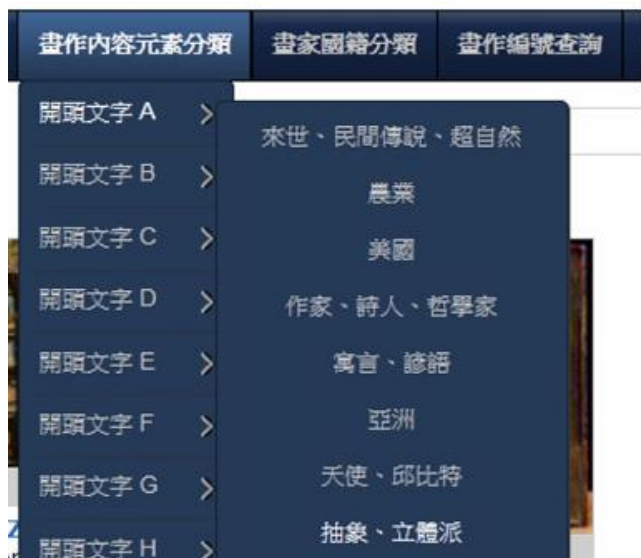 畫作內容元素分類
畫家國籍分類
畫作編號查詢
開頭文字 A
開頭文字 B
開頭文字 C
開頭文字 D
開頭文字 E
開頭文字 F
開頭文字 G
開頭文字 H
來世、民間傳說、超自然
農業
美國
作家、詩人、哲學家
寓言、諺語
亞洲
天使、邱比特
抽象、立體派